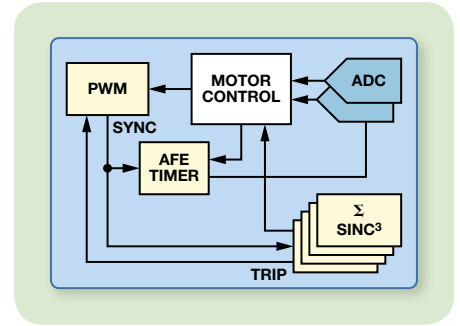 PWM
MOTOR
CONTROL
ADC
SYNC
AFE
TIMER
Σ
SINC³
TRIP